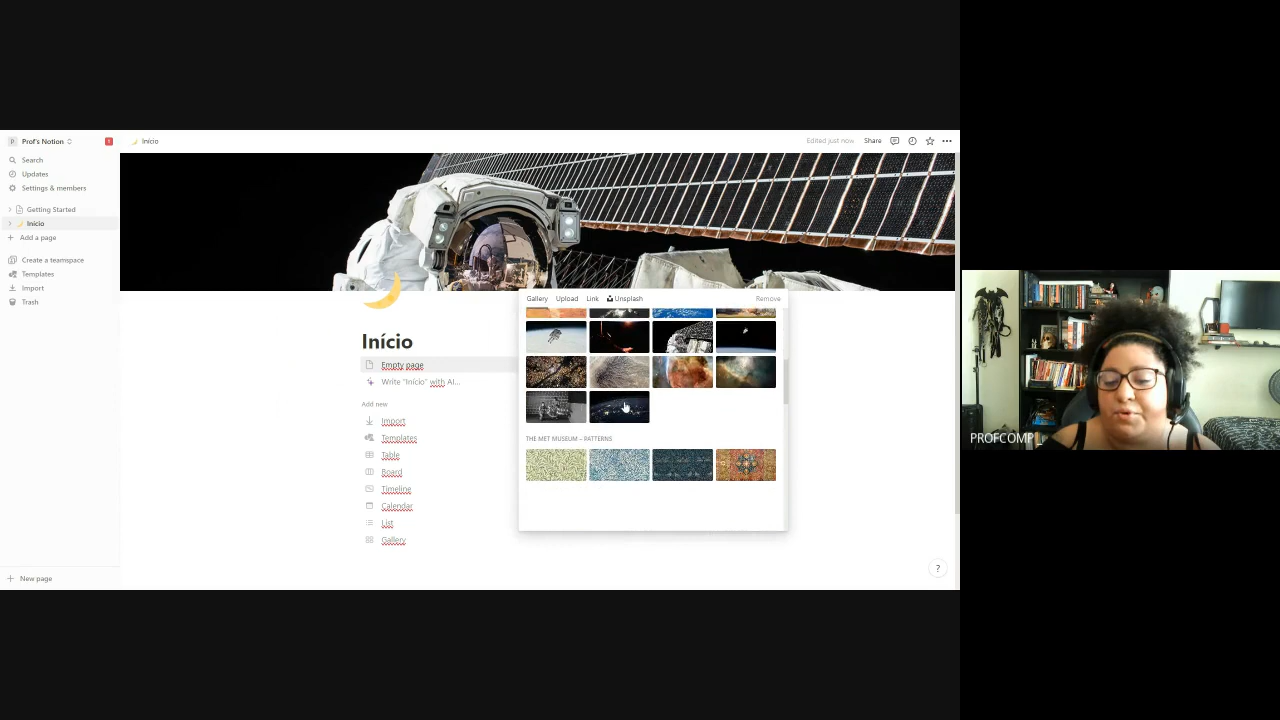 P Prof's Notion
Search
Updates
Settings & members
Getting Started
Início
Add a page
Create a teamspace
Templates
Import
Trash
New page
Início
Edited just now
Share
Início
Empty page
Write "Início" with AI...
Add new
Import
Templates
Table
Board
Timeline
Calendar
List
Gallery
Gallery Upload Link Unsplash Remove
THE MET MUSEUM – PATTERNS
?
PROFCOMP _